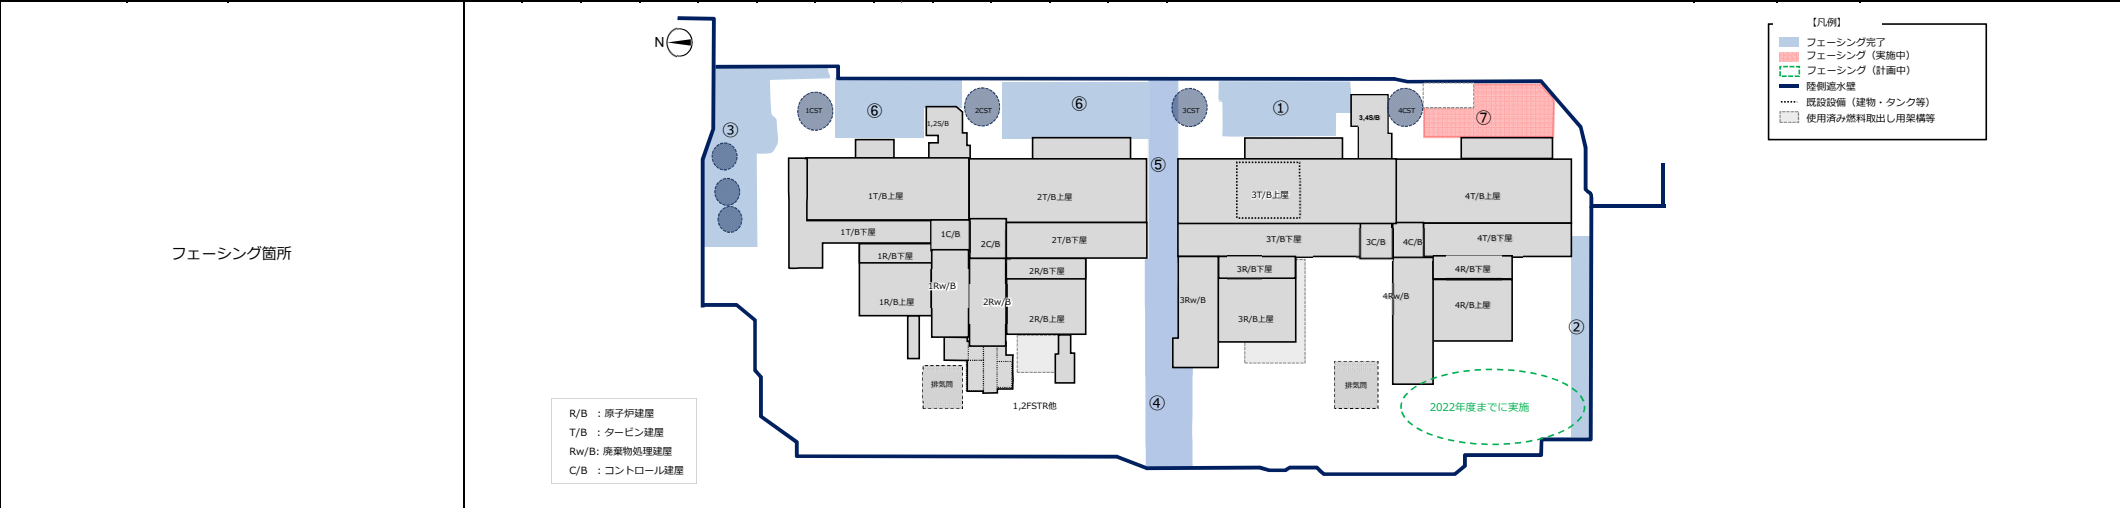 フェーシング箇所
N
【凡例】
フェーシング完了
フェーシング（実施中）
フェーシング（計画中）
陸側遮水壁
既設設備（建物・タンク等）
使用済み燃料取出し用架構等
1CST
⑥
1,2S/B
2CST
⑥
3CST
①
3,4S/B
4CST
⑦
③
⑤
1T/B上屋
2T/B上屋
3T/B上屋
4T/B上屋
1T/B下屋
1C/B
2C/B
2T/B下屋
3T/B下屋
3C/B
4C/B
4T/B下屋
1R/B下屋
2R/B下屋
3R/B下屋
4R/B下屋
1R/B上屋
1Rw/B
2Rw/B
2R/B上屋
3Rw/B
3R/B上屋
4Rw/B
4R/B上屋
②
排気筒
1,2FSTR他
④
排気筒
2022年度までに実施
R/B ：原子炉建屋
T/B ：タービン建屋
Rw/B: 廃棄物処理建屋
C/B ：コントロール建屋